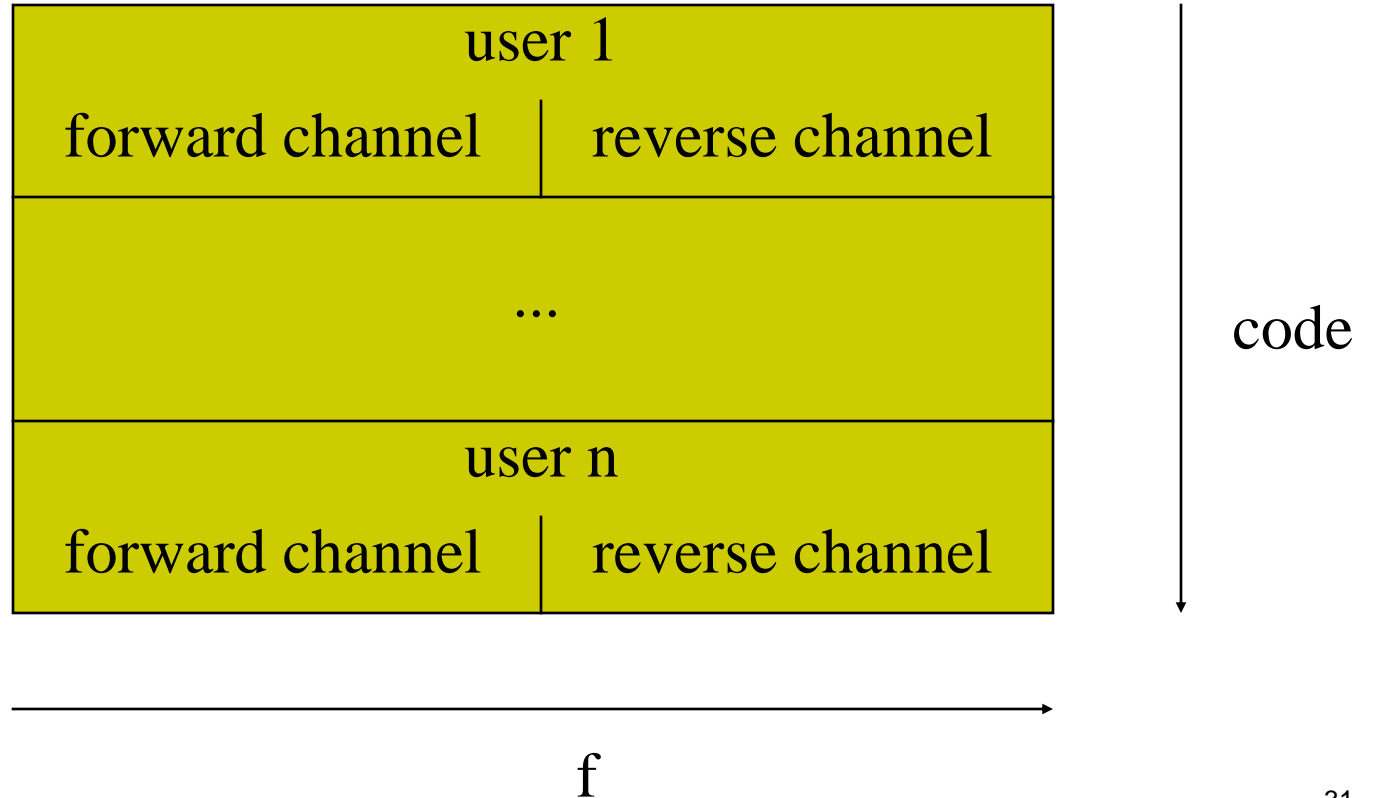 user 1
forward channel reverse channel
...
code
user n
forward channel reverse channel
f